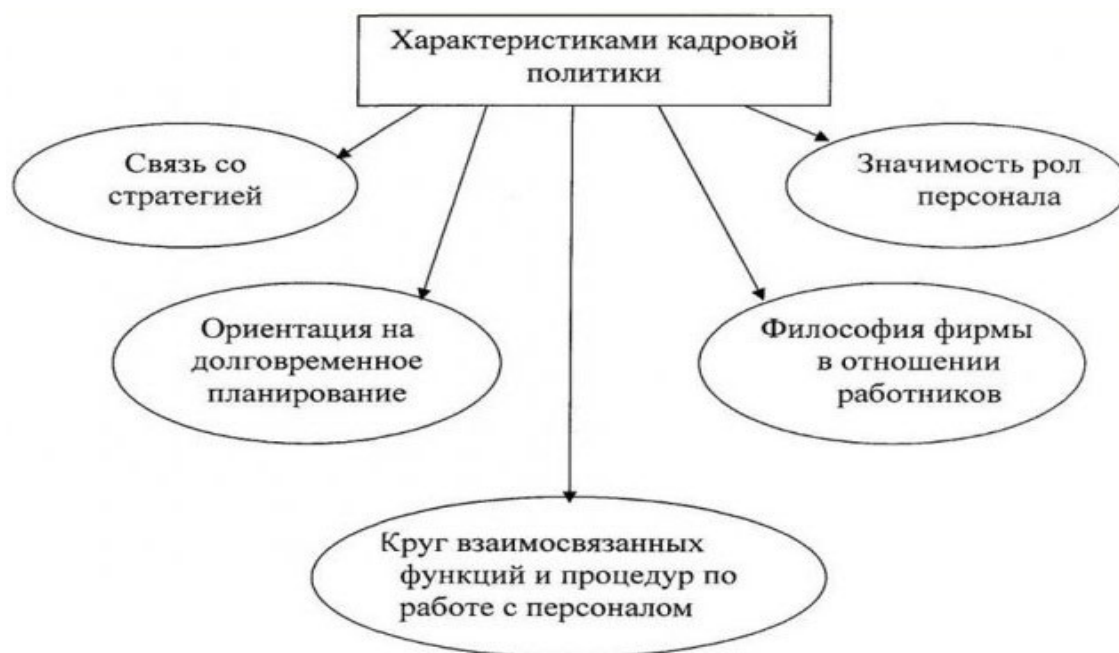 Характеристиками кадровой
политики
Связь со
стратегией
Значимость рол
персонала
Ориентация на
долговременное
планирование
Философия фирмы
в отношении
работников
Круг взаимосвязанных
функций и процедур по
работе с персоналом